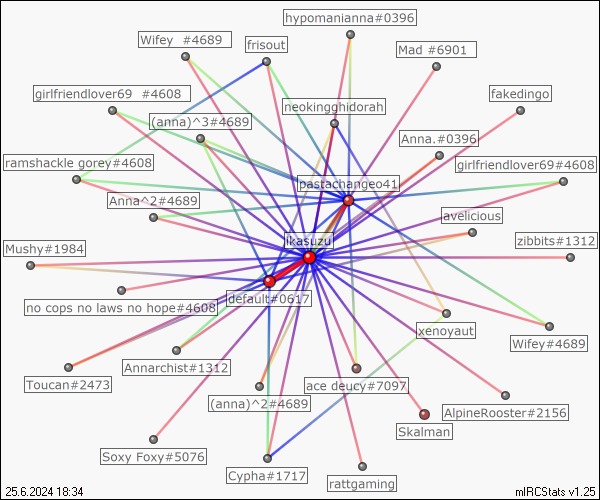 hypomanianna#0396
Wifey  #4689
frisout
Mad #6901
girlfriendlover69  #4608
fakedingo
neokingghidorah
(anna)^3#4689
Anna.#0396
ramshackle gorey#4608
girlfriendlover69#4608
pastachangeo41
Anna^2#4689
avelicious
ikasuzu
Mushy#1984
zibbits#1312
default#0617
no cops no laws no hope#4608
xenoyaut
Wifey#4689
Annarchist#1312
Toucan#2473
ace deucy#7097
(anna)^2#4689
AlpineRooster#2156
Skalman
Soxy Foxy#5076
Cypha#1717
rattgaming
25.6.2024 18:34
mIRCStats v1.25